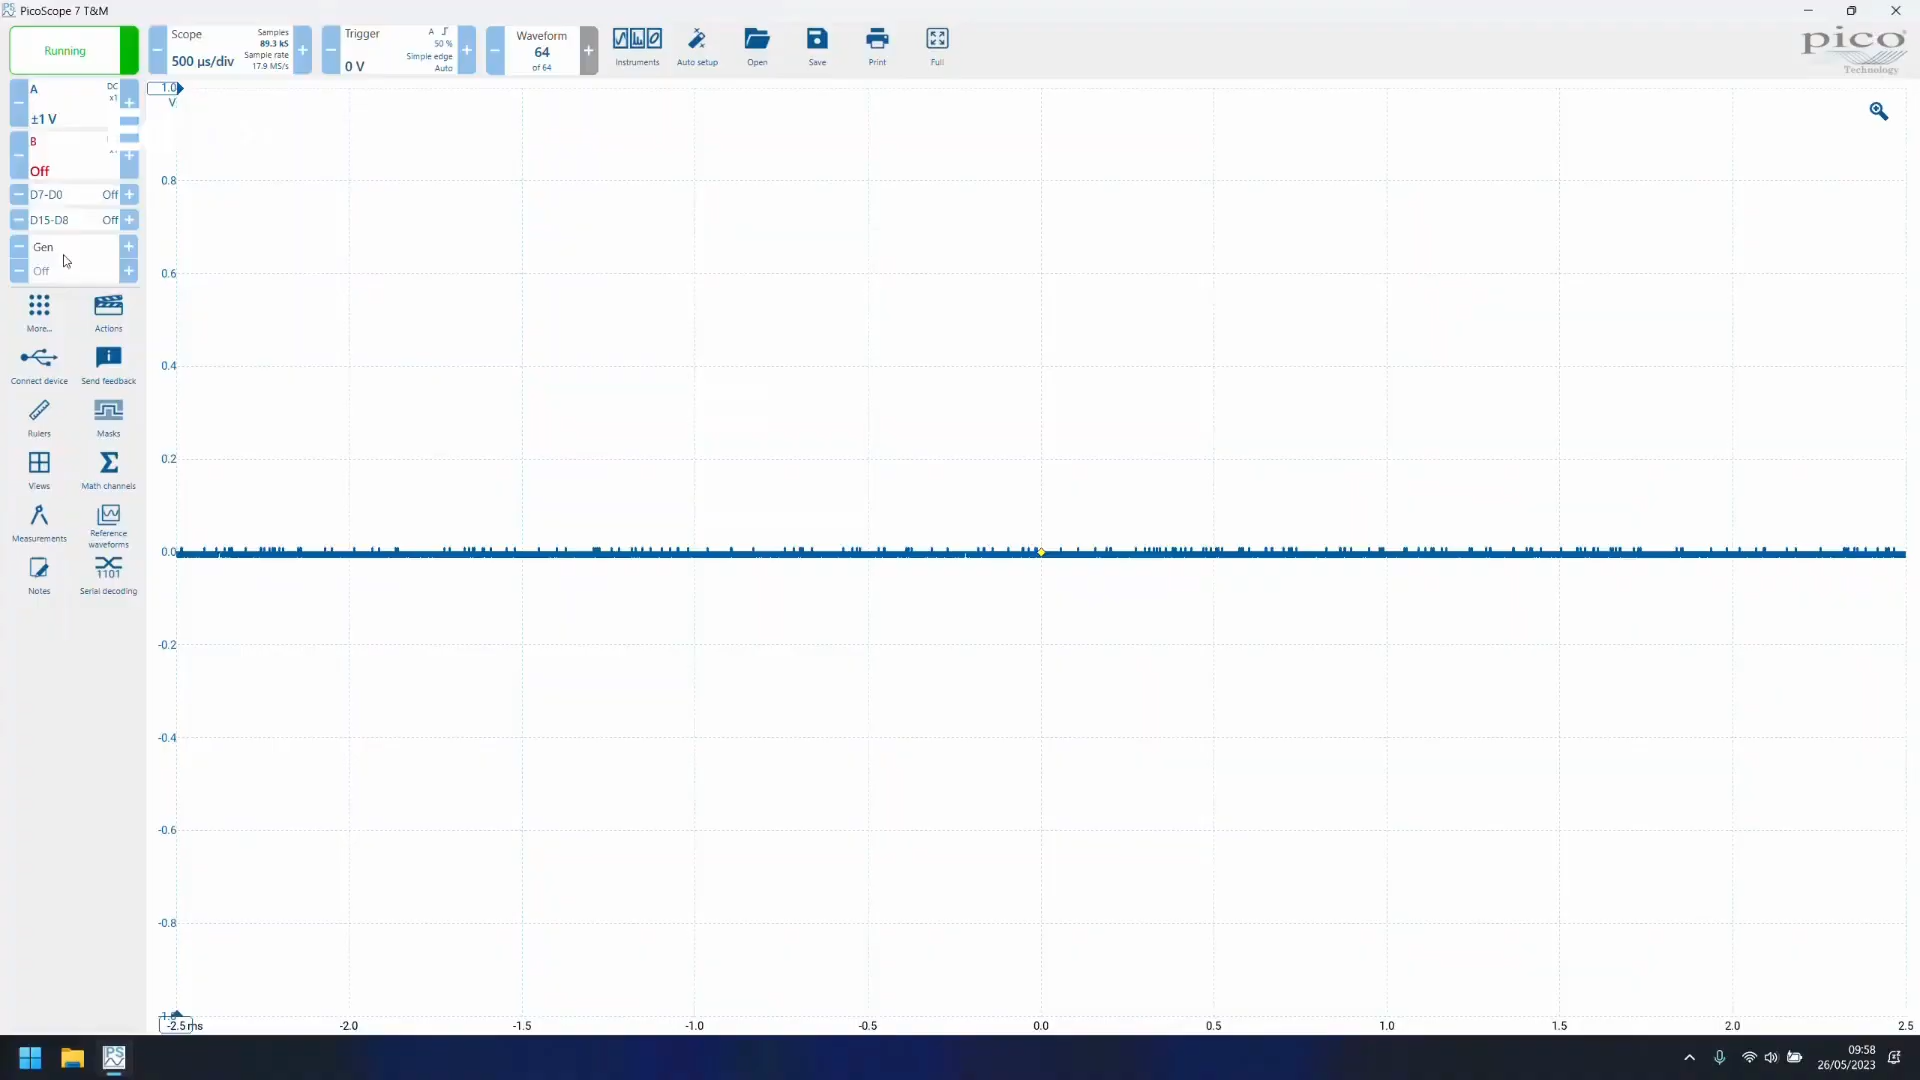 PicoScope 7 T&M
Running
Scope
500 µs/div
Samples
89.3 kS
Sample rate
17.9 MS/s
Trigger
0 V
A
50 %
Simple edge
Auto
Waveform
64
of 64
Instruments
Auto setup
Open
Save
Print
Full
pico
Technology
A
DC
x1
±1 V
B
Off
D7-D0 Off
D15-D8 Off
Gen
Off
More...
Actions
Connect device
Send feedback
Rulers
Masks
Views
Math channels
Measurements
Reference
waveforms
Notes
1101
Serial decoding
1.0
V
0.8
0.6
0.4
0.2
0.0
-0.2
-0.4
-0.6
-0.8
-2.5 ms -2.0 -1.5 -1.0 -0.5 0.0 0.5 1.0 1.5 2.0 2.5
PS
09:58
26/05/2023